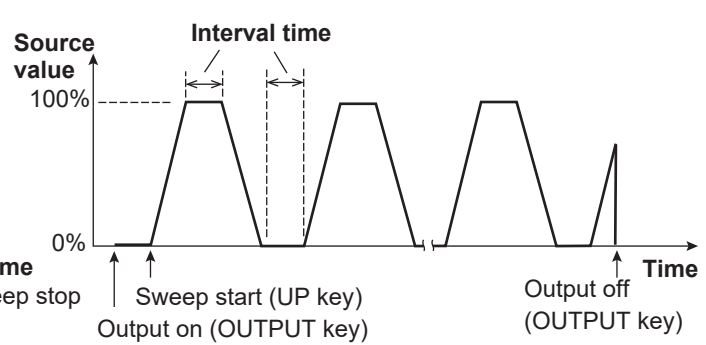 Interval time
Source
value
100%
0%
me
eep stop
Sweep start (UP key)
Output on (OUTPUT key)
Output off
(OUTPUT key)
Time